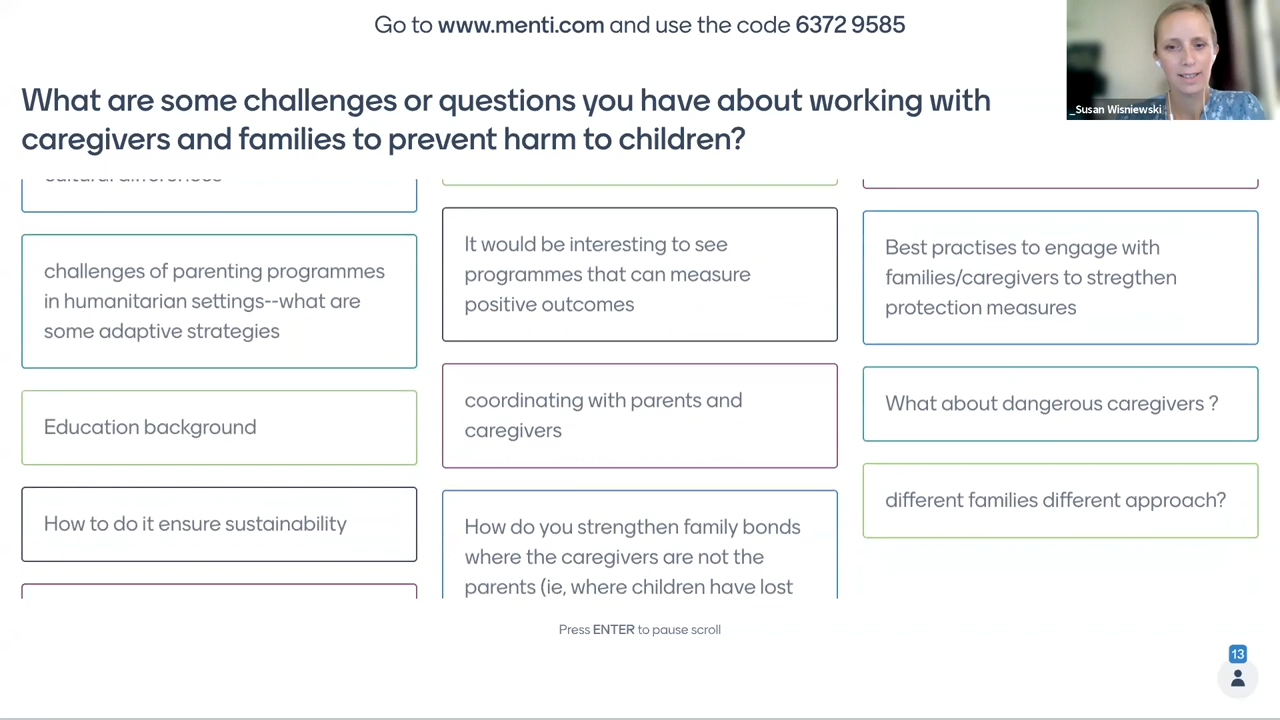 Go to www.menti.com and use the code 6372 9585
_Susan Wisniewski
What are some challenges or questions you have about working with
caregivers and families to prevent harm to children?
cultural differences
challenges of parenting programmes
in humanitarian settings--what are
some adaptive strategies
Education background
How to do it ensure sustainability
It would be interesting to see
programmes that can measure
positive outcomes
coordinating with parents and
caregivers
How do you strengthen family bonds
where the caregivers are not the
parents (ie, where children have lost
Best practises to engage with
families/caregivers to stregthen
protection measures
What about dangerous caregivers ?
different families different approach?
Press ENTER to pause scroll
13